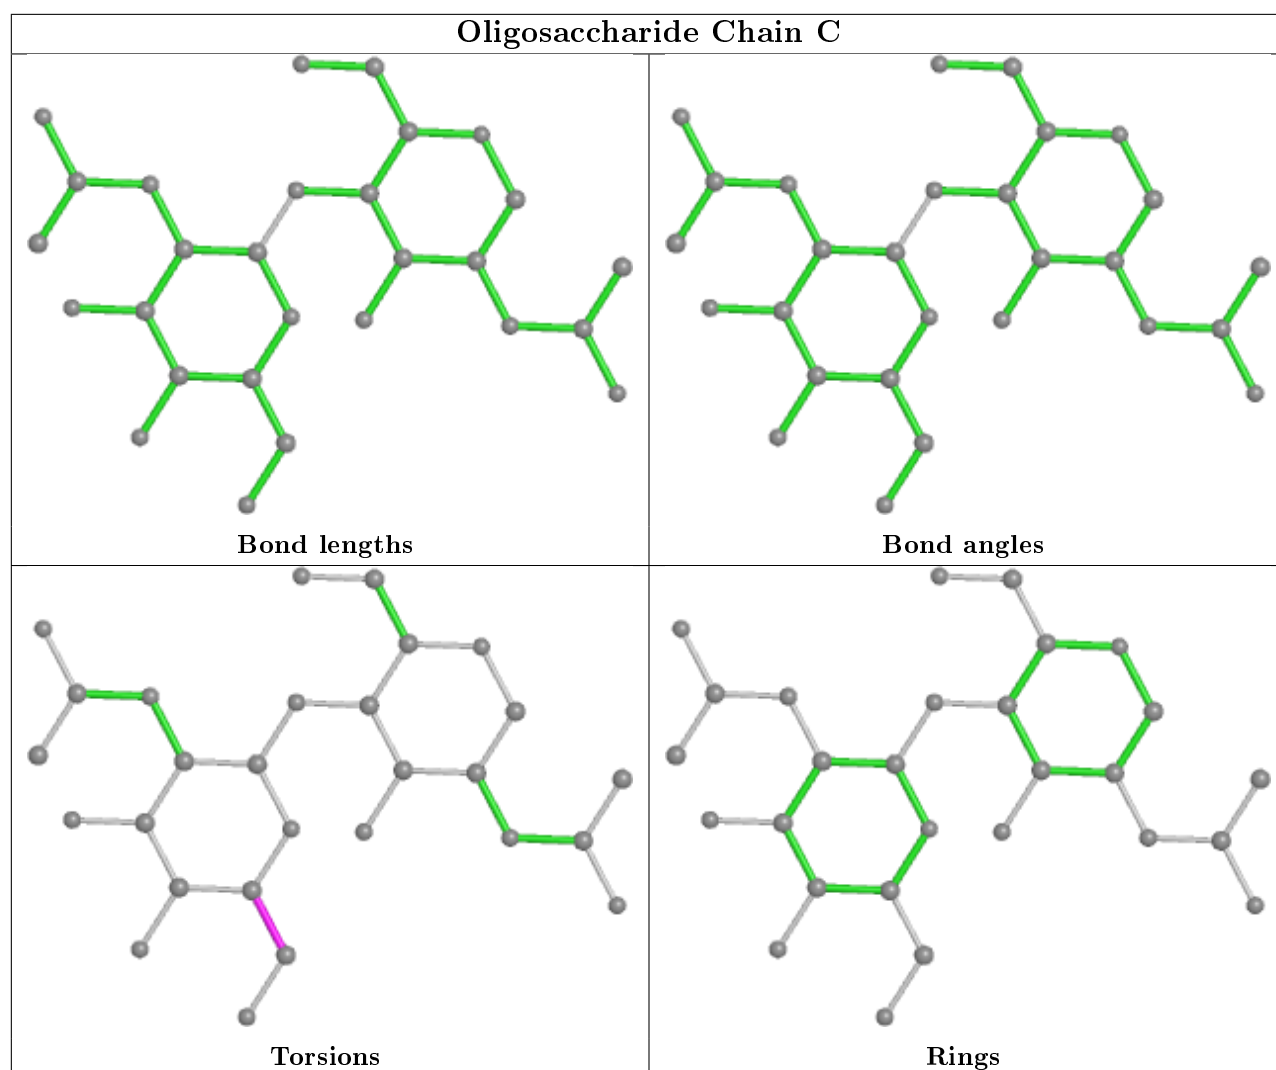 Oligosaccharide Chain C
Bond lengths
Bond angles
Torsions
Rings